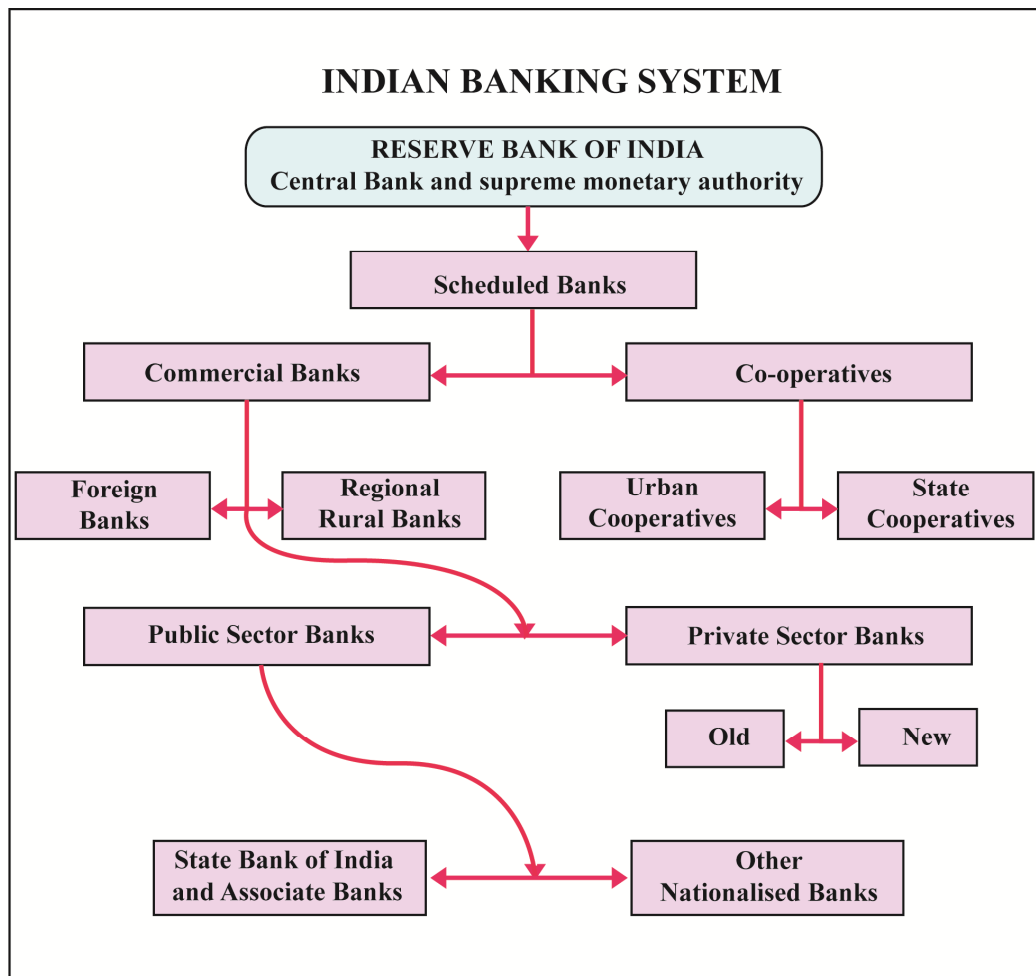 INDIAN BANKING SYSTEM
RESERVE BANK OF INDIA
Central Bank and supreme monetary authority
Scheduled Banks
Commercial Banks
Co-operatives
Foreign
Banks
Regional
Rural Banks
Urban
Cooperatives
State
Cooperatives
Public Sector Banks
Private Sector Banks
Old
New
State Bank of India
and Associate Banks
Other
Nationalised Banks